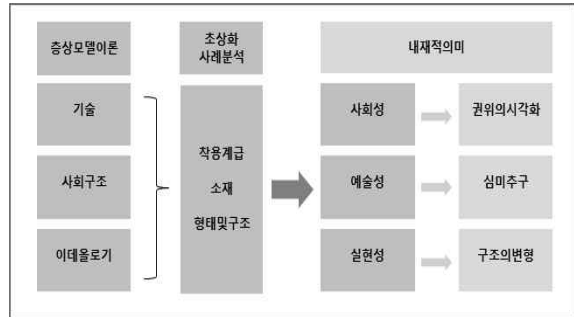 층상모델이론
초상화
사례분석
내재적의미
기술
사회구조
이데올로기
착용계급
소재
형태및구조
사회성
권위의시각화
예술성
심미추구
실현성
구조의변형